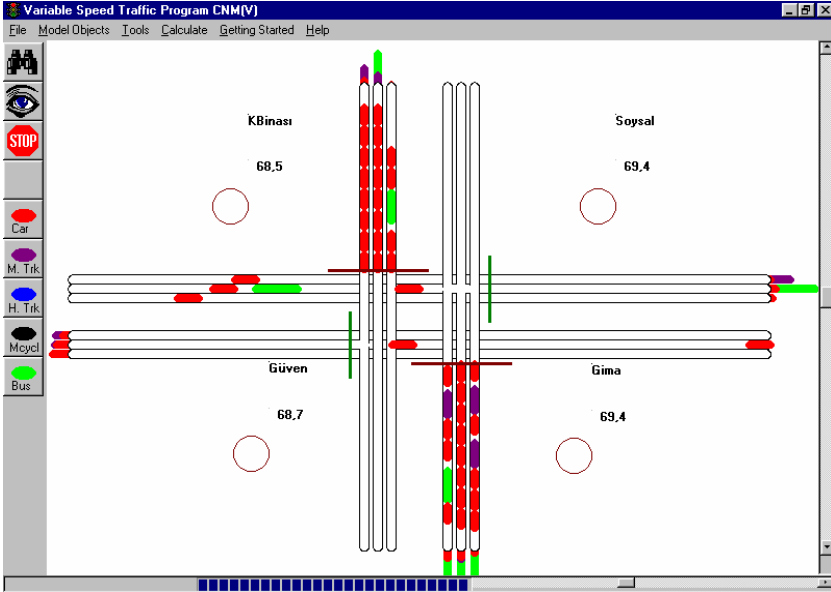 Variable Speed Traffic Program CNM(V)
File Model Objects Tools Calculate Getting Started Help
KBinası
Soysal
STOP
68,5
69,4
Car
M. Trk
H. Trk
Mcycl
Güven
Gima
Bus
68,7
69,4